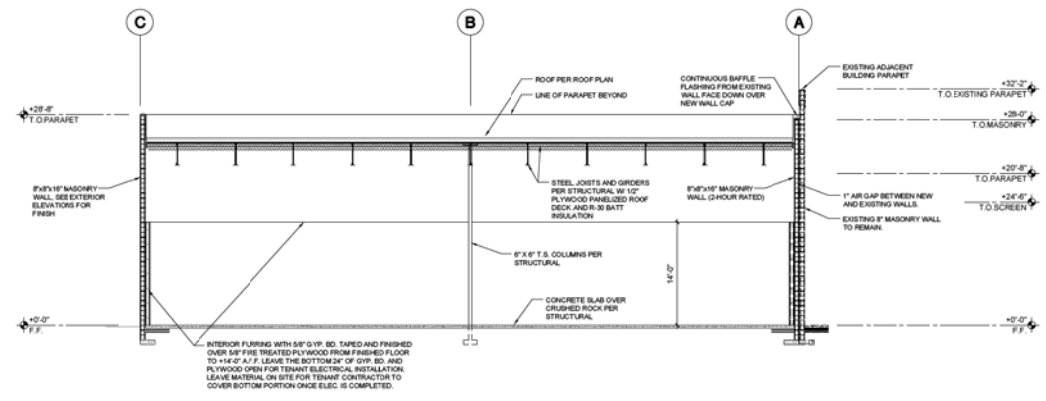 C
B
A
ROOF PER ROOF PLAN
LINE OF PARAPET BEYOND
CONTINUOUS BAFFLE
FLASHING FROM EXISTING
WALL FACE DOWN OVER
NEW WALL CAP
EXISTING ADJACENT
BUILDING PARAPET
+32'-2"
T.O.EXISTING PARAPET
+28'-8"
T.O.PARAPET
+28'-0"
T.O.MASONRY
8"x8"x16" MASONRY
WALL, SEE EXTERIOR
ELEVATIONS FOR
FINISH
STEEL JOISTS AND GIRDERS
PER STRUCTURAL W/ 1/2"
PLYWOOD PANELIZED ROOF
DECK AND R-30 BATT
INSULATION
8"x8"x16" MASONRY
WALL (2-HOUR RATED)
+20'-8"
T.O.PARAPET
1" AIR GAP BETWEEN NEW
AND EXISTING WALLS.
+24'-6"
T.O.SCREEN
EXISTING 8" MASONRY WALL
TO REMAIN.
6" X 6" T.S. COLUMNS PER
STRUCTURAL
14'-0"
CONCRETE SLAB OVER
CRUSHED ROCK PER
STRUCTURAL
+0'-0"
F.F.
+0'-0"
F.F.
INTERIOR FURRING WITH 5/8" GYP. BD. TAPED AND FINISHED
OVER 5/8" FIRE TREATED PLYWOOD FROM FINISHED FLOOR
TO +14'-0" A.F.F. LEAVE THE BOTTOM 24" OF GYP. BD. AND
PLYWOOD OPEN FOR TENANT ELECTRICAL INSTALLATION.
LEAVE MATERIAL ON SITE FOR TENANT CONTRACTOR TO
COVER BOTTOM PORTION ONCE ELEC. IS COMPLETED.